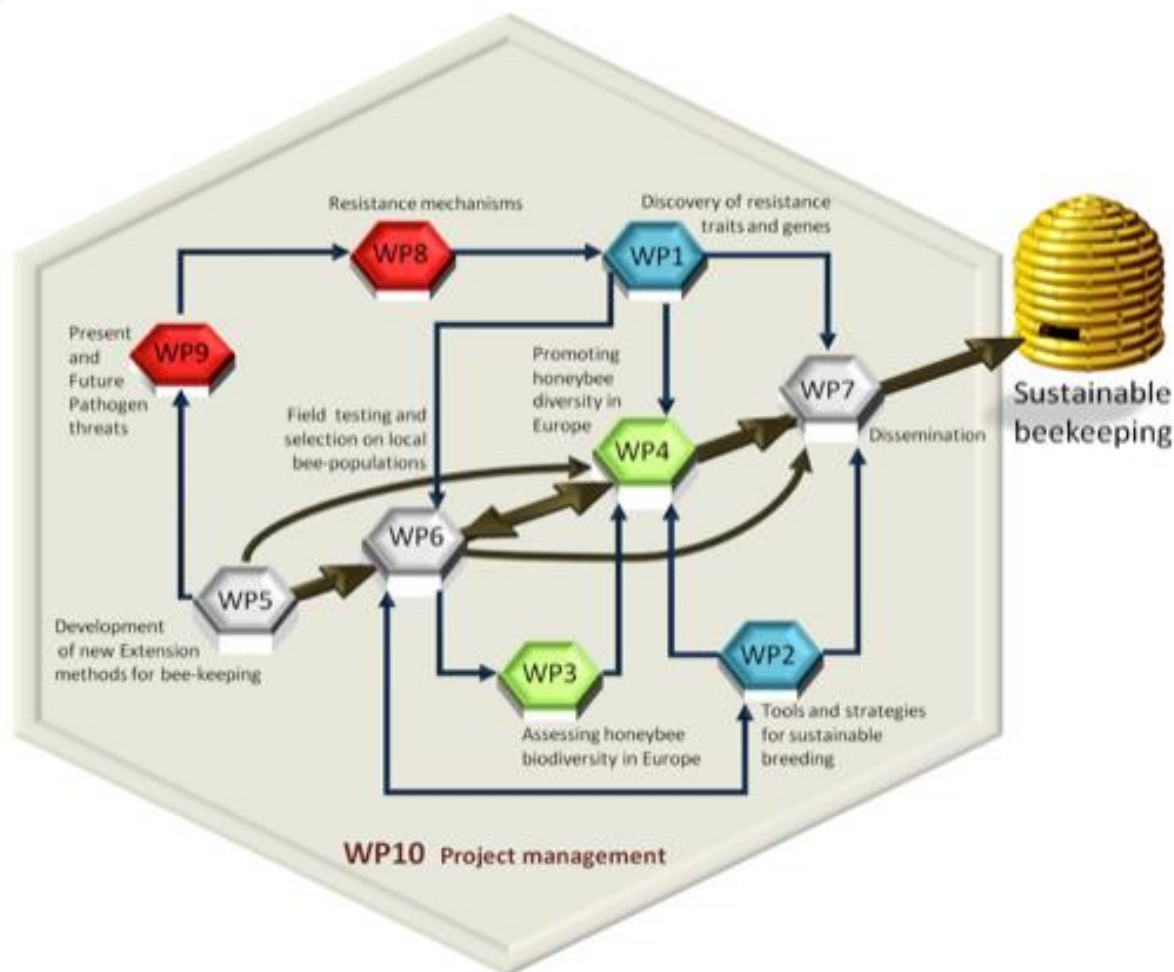 Resistance mechanisms
Discovery of resistance
traits and genes
WP8
WP1
Present
and
Future
Pathogen
threats
WP9
Promoting
honeybee
diversity in
Europe
WP7
Sustainable
beekeeping
Field testing and
selection on local
bee-populations
WP4
Dissemination
WP6
WP5
Development
of new Extension
methods for bee-keeping
WP3
Assessing honeybee
biodiversity in Europe
WP2
Tools and strategies
for sustainable
breeding
WP10 Project management